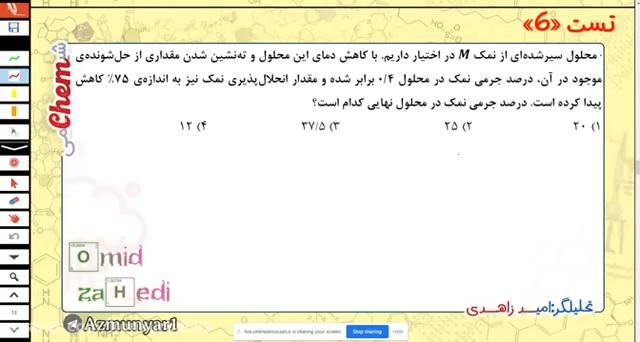 تست «6»
محلول سیرشده‌ای از نمک M در اختیار داریم. با کاهش دمای این محلول و ته‌نشین شدن مقداری از حل‌شونده‌ی
موجود در آن، درصد جرمی نمک در محلول ۰/۴ برابر شده و مقدار انحلال‌پذیری نمک نیز به اندازه‌ی ۷۵٪ کاهش
پیدا کرده است. درصد جرمی نمک در محلول نهایی کدام است؟
۱) ۲۰ ۲) ۲۵ ۳) ۳۷/۵ ۴) ۱۲
شیمی Chem
Omid
zaHedi
تحلیلگر: امید زاهدی
Azmunyar1
live.onlineemoozan.ir is sharing your screen. Stop sharing Hide
13